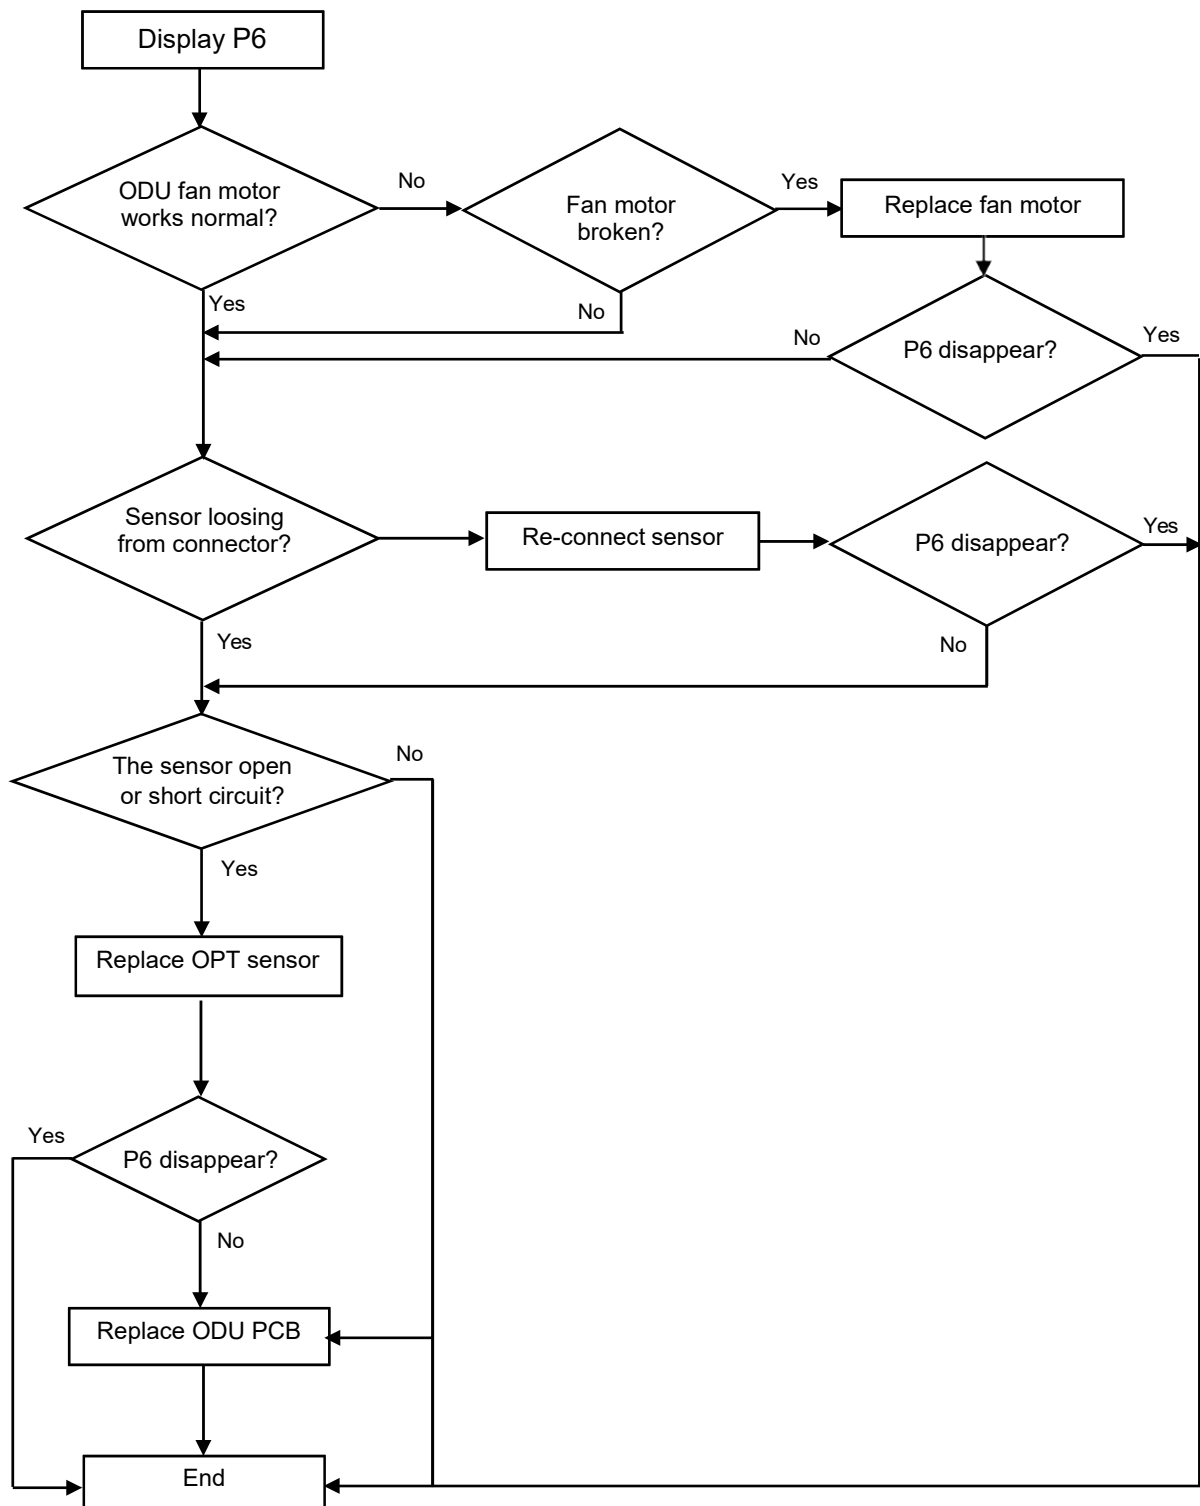 Display P6
ODU fan motor
works normal?
No
Fan motor
broken?
Yes
Replace fan motor
Yes
No
No
P6 disappear?
Yes
Sensor loosing
from connector?
Re-connect sensor
P6 disappear?
Yes
Yes
No
The sensor open
or short circuit?
No
Yes
Replace OPT sensor
Yes
P6 disappear?
No
Replace ODU PCB
End